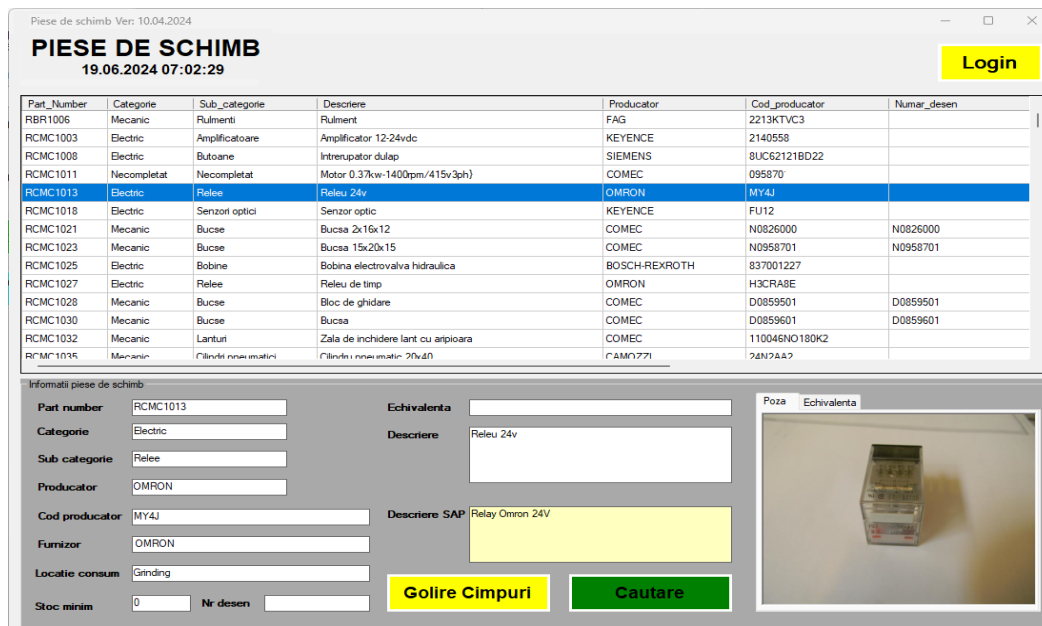 Piese de schimb Ver: 10.04.2024
PIESE DE SCHIMB
19.06.2024 07:02:29
Login
Part_Number Categorie Sub_categorie Descriere Producator Cod_producator Numar_desen
RBR1006 Mecanic Rulmenti Rulment FAG 2213KTVC3
RCMC1003 Electric Amplificatoare Amplificator 12-24vdc KEYENCE 2140558
RCMC1008 Electric Butoane Intrerupator dulap SIEMENS 8UC62121BD22
RCMC1011 Necompletat Necompletat Motor 0.37kw-1400rpm/415v3ph} COMEC 095870
RCMC1013 Electric Relee Releu 24v OMRON MY4J
RCMC1018 Electric Senzori optici Senzor optic KEYENCE FU12
RCMC1021 Mecanic Bucse Bucsa 2x16x12 COMEC N0826000 N0826000
RCMC1023 Mecanic Bucse Bucsa 15x20x15 COMEC N0958701 N0958701
RCMC1025 Electric Bobine Bobina electrovalva hidraulica BOSCH-REXROTH 837001227
RCMC1027 Electric Relee Releu de timp OMRON H3CRA8E
RCMC1028 Mecanic Bucse Bloc de ghidare COMEC D0859501 D0859501
RCMC1030 Mecanic Bucse Bucsa COMEC D0859601 D0859601
RCMC1032 Mecanic Lanturi Zala de inchidere lant cu aripioara COMEC 110046NO180K2
RCMC1035 Mecanic Cilindri pneumatici Cilindru pneumatic 20x40 CAMOZZI 24N2AA2
Informatii piese de schimb
Part number RCMC1013 Echivalenta Poza Echivalenta
Categorie Electric Descriere Releu 24v
Sub categorie Relee
Producator OMRON
Cod producator MY4J Descriere SAP Relay Omron 24V
Furnizor OMRON
Locatie consum Grinding
Golire Cimpuri Cautare
Stoc minim 0 Nr desen